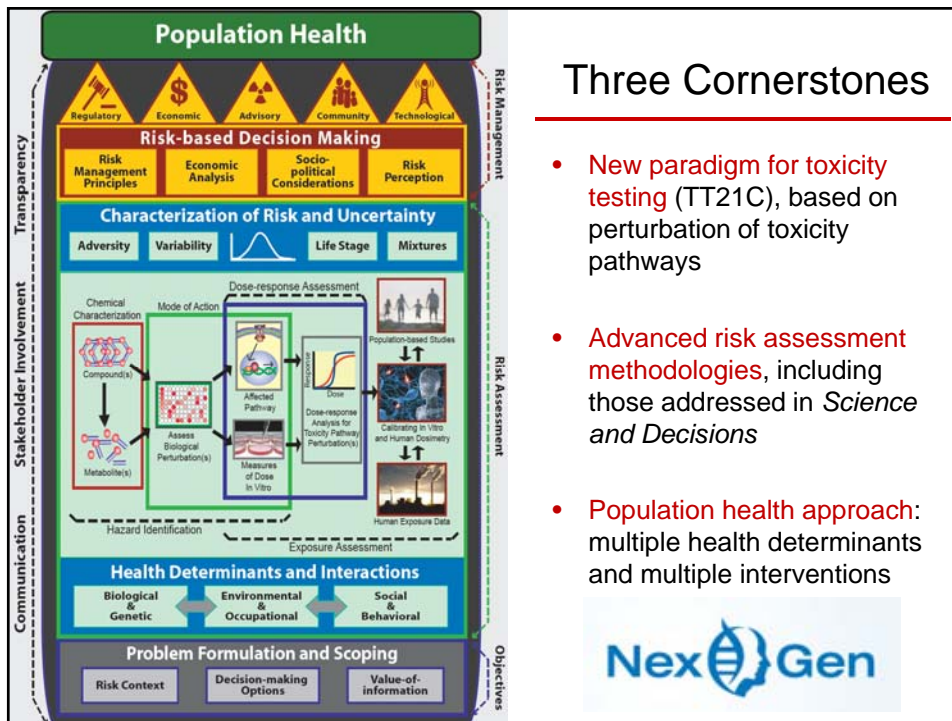 Population Health
Regulatory
Economic
Advisory
Community
Technological
Risk-based Decision Making
Risk
Management
Principles
Economic
Analysis
Socio-
political
Considerations
Risk
Perception
Characterization of Risk and Uncertainty
Adversity
Variability
Life Stage
Mixtures
Dose-response Assessment
Mode of Action
Chemical
Characterization
Compound(s)
Metabolite(s)
Assess
Biological
Perturbation(s)
Affected
Pathway
Measures
of Dose
In Vitro
Response
Dose
Dose-response
Analysis for
Toxicity Pathway
Perturbation(s)
Population-based Studies
Calibrating In Vitro
and Human Dosimetry
Human Exposure Data
Hazard Identification
Exposure Assessment
Health Determinants and Interactions
Biological
&
Genetic
Environmental
&
Occupational
Social
&
Behavioral
Problem Formulation and Scoping
Risk Context
Decision-making
Options
Value-of-
information
Transparency
Stakeholder Involvement
Communication
Risk Management
Risk Assessment
Objectives
Three Cornerstones
• New paradigm for toxicity
testing (TT21C), based on
perturbation of toxicity
pathways
• Advanced risk assessment
methodologies, including
those addressed in Science
and Decisions
• Population health approach:
multiple health determinants
and multiple interventions
Nex Gen